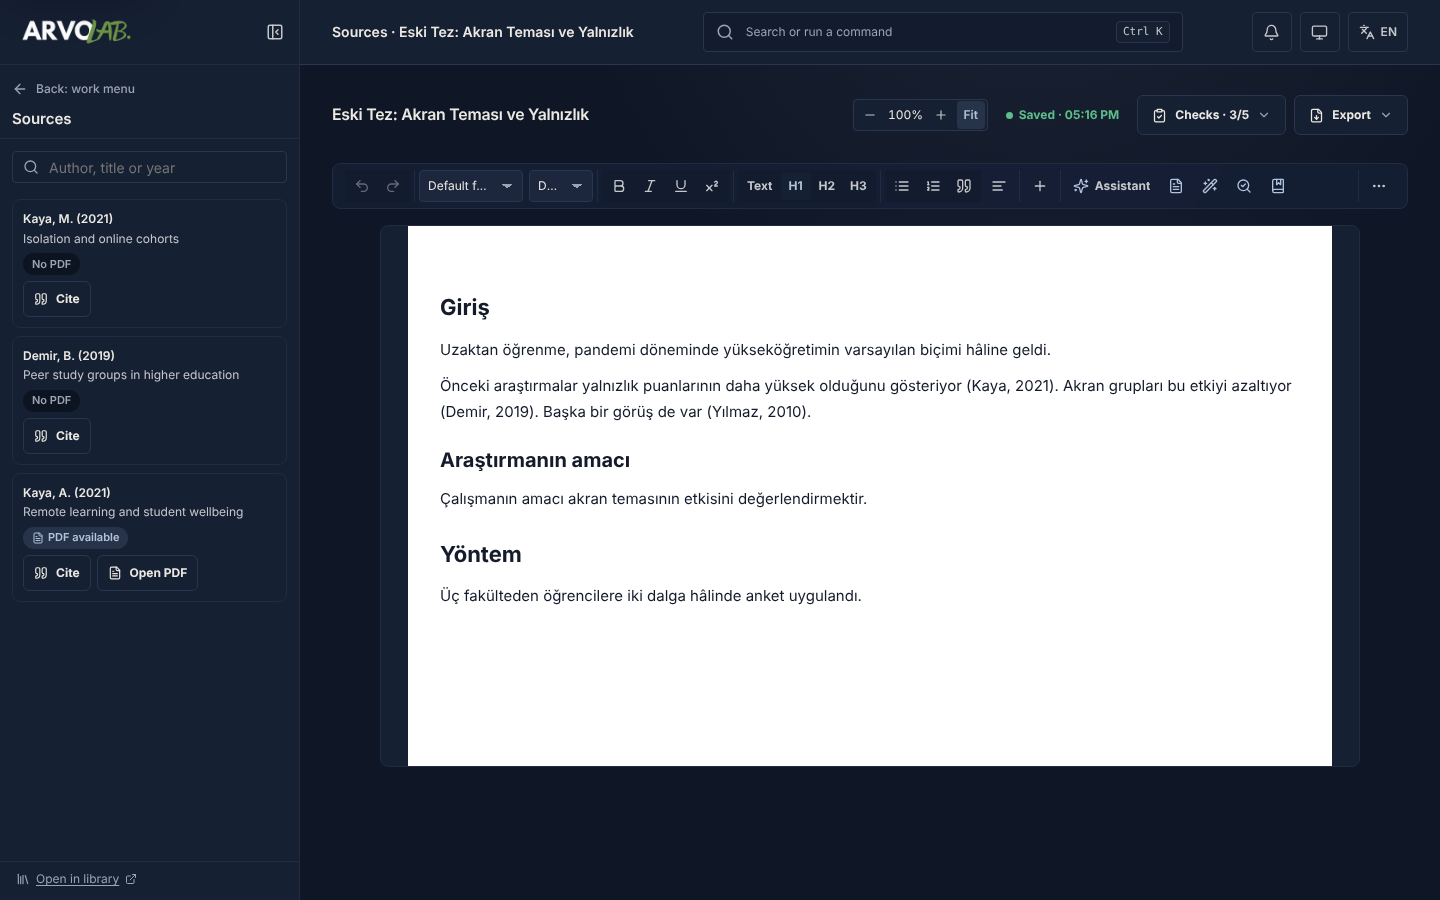 ARVO LAB.
Sources · Eski Tez: Akran Teması ve Yalnızlık
Search or run a command
Ctrl K
EN
Back: work menu
Sources
Author, title or year
Kaya, M. (2021)
Isolation and online cohorts
No PDF
Cite
Demir, B. (2019)
Peer study groups in higher education
No PDF
Cite
Kaya, A. (2021)
Remote learning and student wellbeing
PDF available
Cite
Open PDF
Open in library
Eski Tez: Akran Teması ve Yalnızlık
100%
Fit
Saved · 05:16 PM
Checks · 3/5
Export
Default f...
D...
B I U x²
Text H1 H2 H3
Assistant
Giriş
Uzaktan öğrenme, pandemi döneminde yükseköğretimin varsayılan biçimi hâline geldi.
Önceki araştırmalar yalnızlık puanlarının daha yüksek olduğunu gösteriyor (Kaya, 2021). Akran grupları bu etkiyi azaltıyor
(Demir, 2019). Başka bir görüş de var (Yılmaz, 2010).
Araştırmanın amacı
Çalışmanın amacı akran temasının etkisini değerlendirmektir.
Yöntem
Üç fakülteden öğrencilere iki dalga hâlinde anket uygulandı.